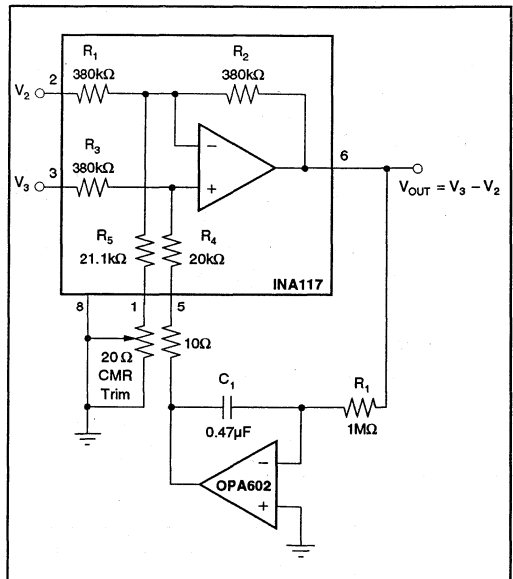 R1
380kΩ
R2
380kΩ
V2
2
R3
380kΩ
V3
3
−
+
6
VOUT = V3 – V2
R5
21.1kΩ
R4
20kΩ
INA117
8
1
5
20Ω
CMR
Trim
10Ω
C1
0.47µF
R1
1MΩ
−
OPA602
+